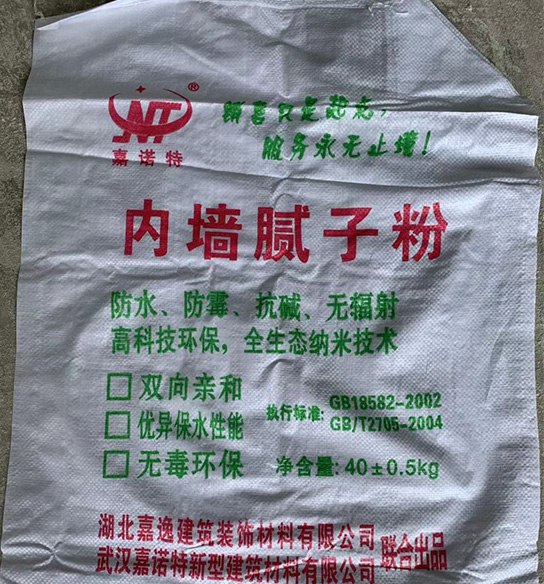 NT®
嘉诺特
销售只是起点，
服务永无止境！
内墙腻子粉
防水、防霉、抗碱、无辐射
高科技环保，全生态纳米技术
双向亲和
优异保水性能
无毒环保
执行标准：
GB18582-2002
GB/T2705-2004
净含量：40±0.5kg
湖北嘉逸建筑装饰材料有限公司
武汉嘉诺特新型建筑材料有限公司
联合出品